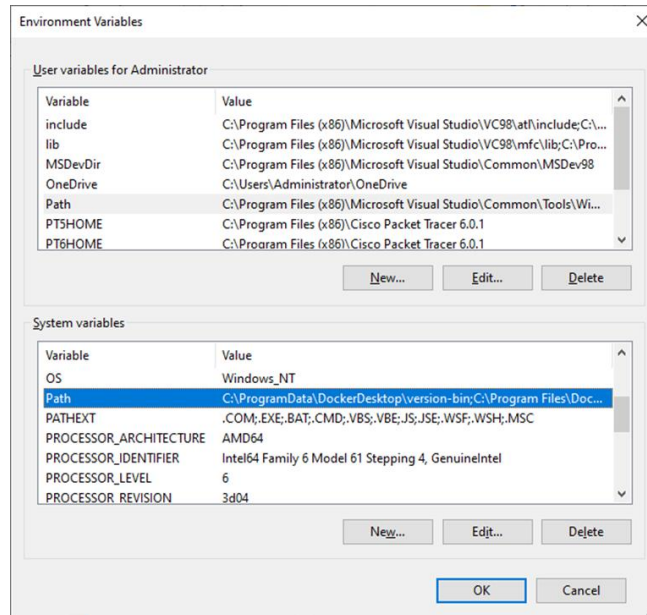 Environment Variables
User variables for Administrator
Variable Value
include C:\Program Files (x86)\Microsoft Visual Studio\VC98\atl\include;C:\...
lib C:\Program Files (x86)\Microsoft Visual Studio\VC98\mfc\lib;C:\Pro...
MSDevDir C:\Program Files (x86)\Microsoft Visual Studio\Common\MSDev98
OneDrive C:\Users\Administrator\OneDrive
Path C:\Program Files (x86)\Microsoft Visual Studio\Common\Tools\Wi...
PT5HOME C:\Program Files (x86)\Cisco Packet Tracer 6.0.1
PT6HOME C:\Program Files (x86)\Cisco Packet Tracer 6.0.1
New... Edit... Delete
System variables
Variable Value
OS Windows_NT
Path C:\ProgramData\DockerDesktop\version-bin;C:\Program Files\Doc...
PATHEXT .COM;.EXE;.BAT;.CMD;.VBS;.VBE;.JS;.JSE;.WSF;.WSH;.MSC
PROCESSOR_ARCHITECTURE AMD64
PROCESSOR_IDENTIFIER Intel64 Family 6 Model 61 Stepping 4, GenuineIntel
PROCESSOR_LEVEL 6
PROCESSOR_REVISION 3d04
New... Edit... Delete
OK Cancel